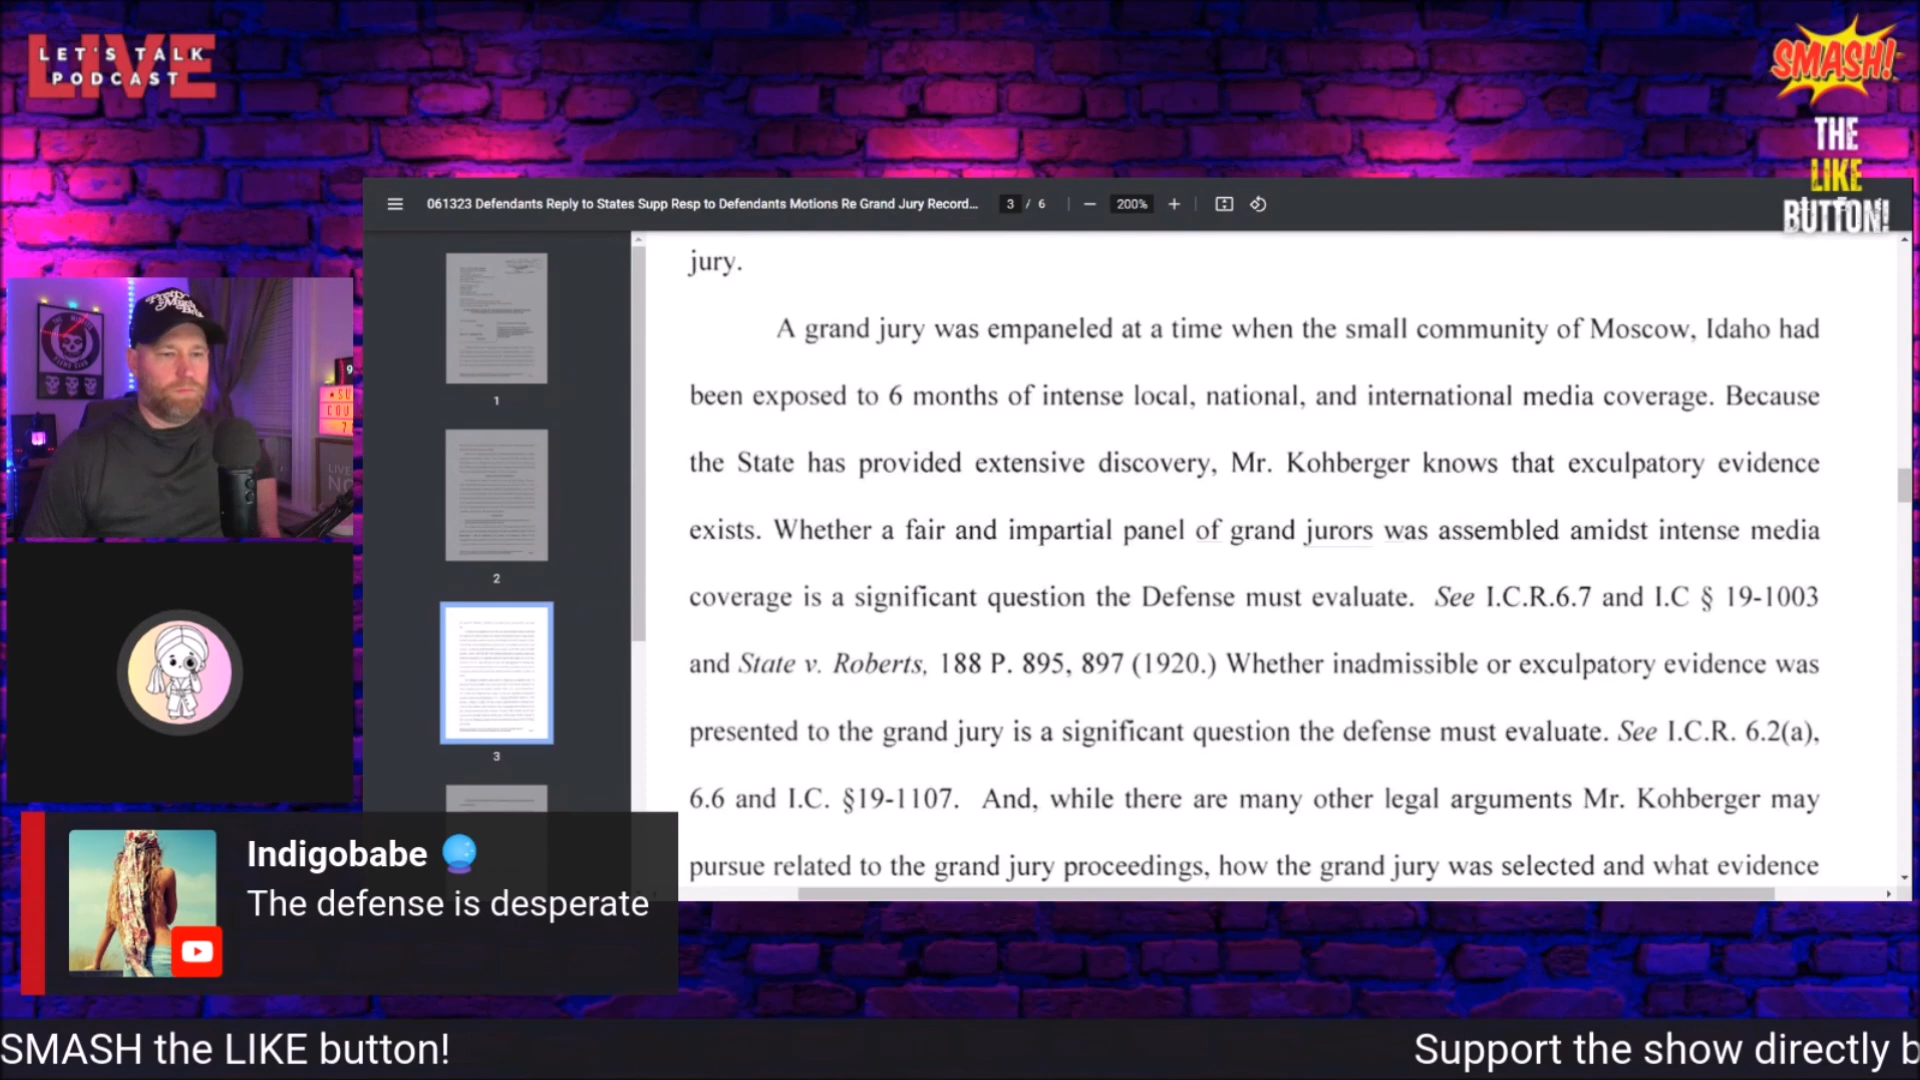 LET'S TALK
PODCAST
LIVE
SMASH!
THE
LIKE
BUTTON!
061323 Defendants Reply to States Supp Resp to Defendants Motions Re Grand Jury Record... 3 / 6 200%
jury.
A grand jury was empaneled at a time when the small community of Moscow, Idaho had
been exposed to 6 months of intense local, national, and international media coverage. Because
the State has provided extensive discovery, Mr. Kohberger knows that exculpatory evidence
exists. Whether a fair and impartial panel of grand jurors was assembled amidst intense media
coverage is a significant question the Defense must evaluate. See I.C.R.6.7 and I.C § 19-1003
and State v. Roberts, 188 P. 895, 897 (1920.) Whether inadmissible or exculpatory evidence was
presented to the grand jury is a significant question the defense must evaluate. See I.C.R. 6.2(a),
6.6 and I.C. §19-1107. And, while there are many other legal arguments Mr. Kohberger may
pursue related to the grand jury proceedings, how the grand jury was selected and what evidence
1
2
3
Pretty
Much
Indigobabe
The defense is desperate
SMASH the LIKE button!
Support the show directly b